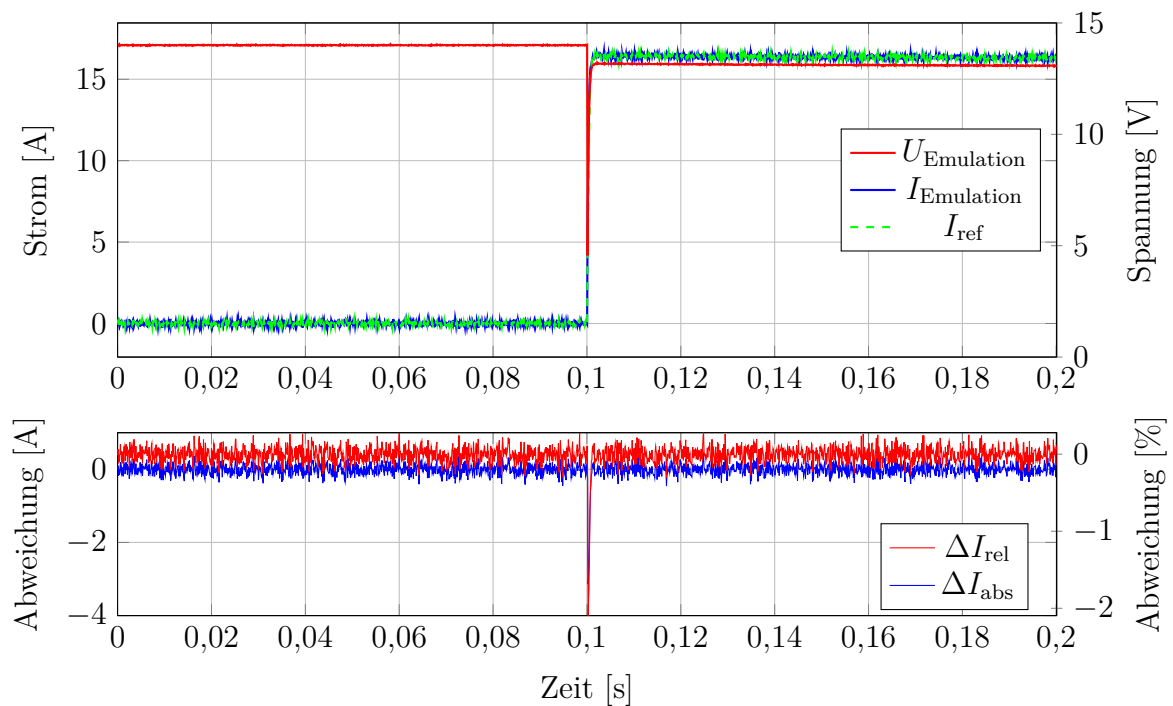 Strom [A]
15
10
5
0
15
10
5
0
Spannung [V]
U_Emulation
I_Emulation
I_ref
0 0,02 0,04 0,06 0,08 0,1 0,12 0,14 0,16 0,18 0,2
Abweichung [A]
0
−2
−4
0
−1
−2
Abweichung [%]
ΔI_rel
ΔI_abs
0 0,02 0,04 0,06 0,08 0,1 0,12 0,14 0,16 0,18 0,2
Zeit [s]